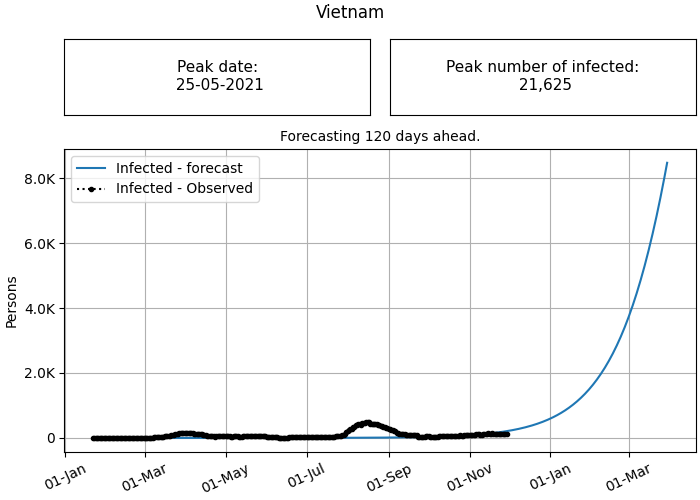 Vietnam
Peak date:
25-05-2021
Peak number of infected:
21,625
Forecasting 120 days ahead.
Infected - forecast
Infected - Observed
Persons
8.0K
6.0K
4.0K
2.0K
0
01-Jan
01-Mar
01-May
01-Jul
01-Sep
01-Nov
01-Jan
01-Mar